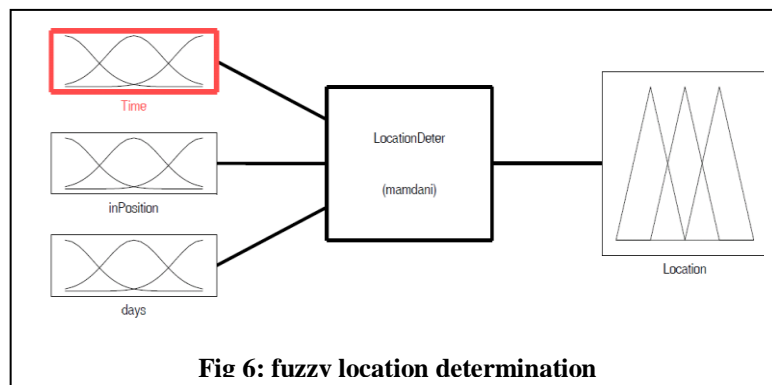 Time
LocationDeter
(mamdani)
inPosition
Location
days
Fig 6: fuzzy location determination